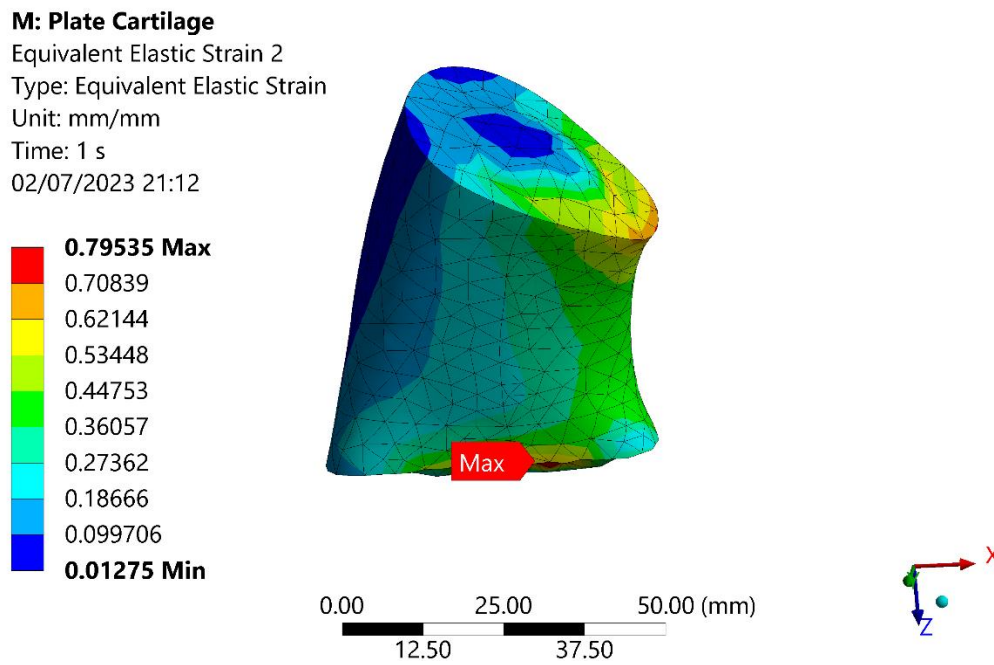 M: Plate Cartilage
Equivalent Elastic Strain 2
Type: Equivalent Elastic Strain
Unit: mm/mm
Time: 1 s
02/07/2023 21:12
0.79535 Max
0.70839
0.62144
0.53448
0.44753
0.36057
0.27362
0.18666
0.099706
0.01275 Min
Max
0.00 25.00 50.00 (mm)
12.50 37.50
X
Z